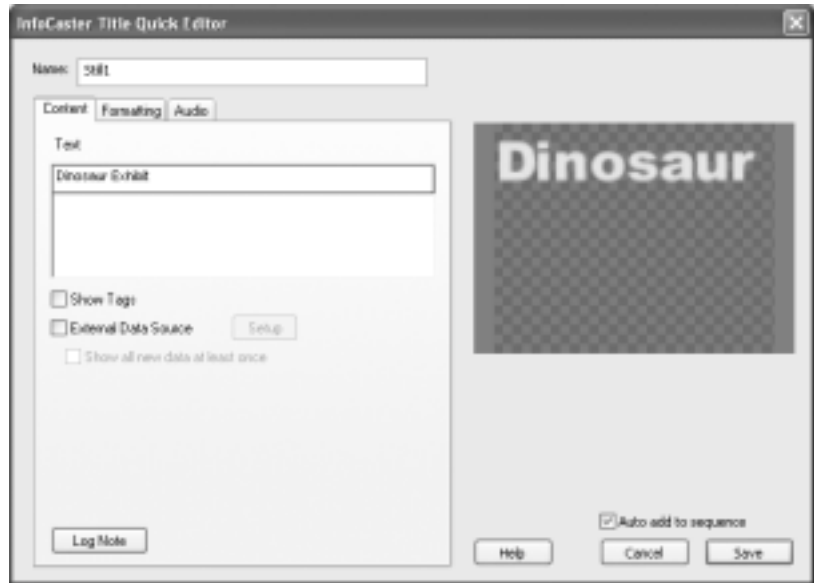 InfoCaster Title Quick Editor
Name: Still1
Content Formatting Audio
Text
Dinosaur Exhibit
Show Tags
External Data Source Setup
Show all new data at least once
Log Note
Dinosaur
Auto add to sequence
Help Cancel Save